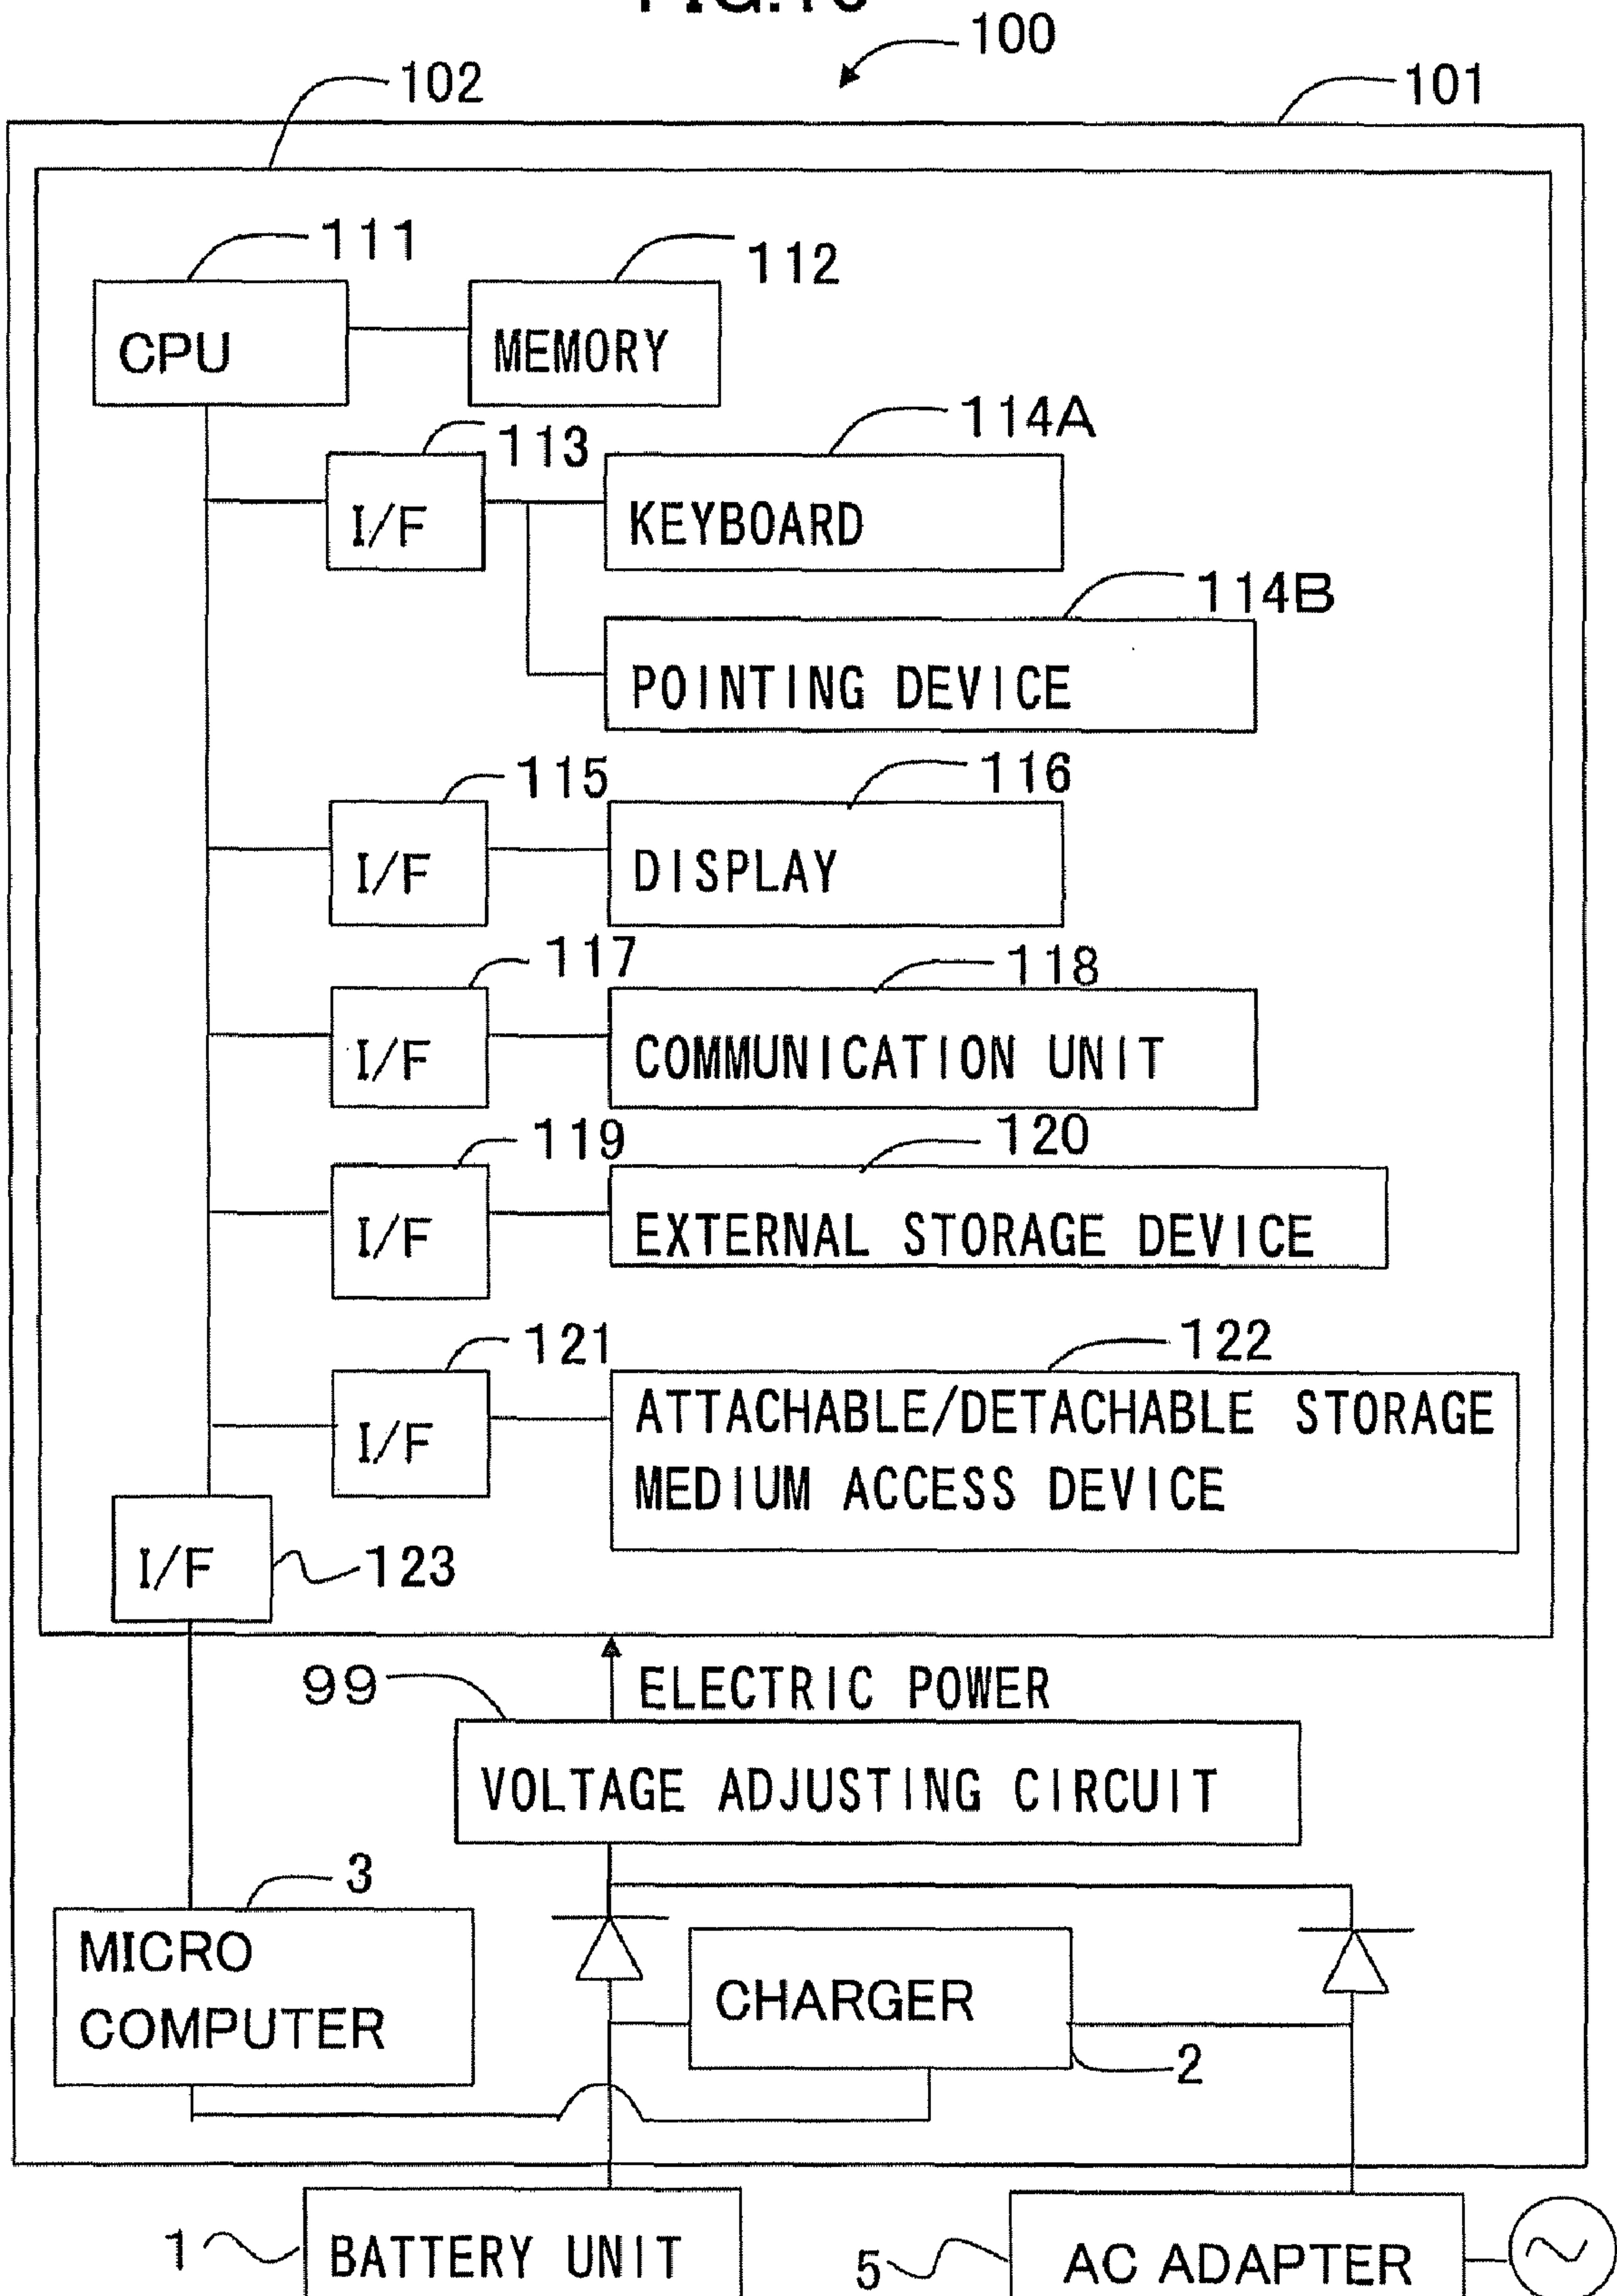 100
102
101
111
112
CPU
MEMORY
113
114A
I/F
KEYBOARD
114B
POINTING DEVICE
115
116
I/F
DISPLAY
117
118
I/F
COMMUNICATION UNIT
119
120
I/F
EXTERNAL STORAGE DEVICE
121
122
I/F
ATTACHABLE/DETACHABLE STORAGE
MEDIUM ACCESS DEVICE
I/F
123
99
ELECTRIC POWER
VOLTAGE ADJUSTING CIRCUIT
3
MICRO
COMPUTER
CHARGER
2
1
BATTERY UNIT
5
AC ADAPTER